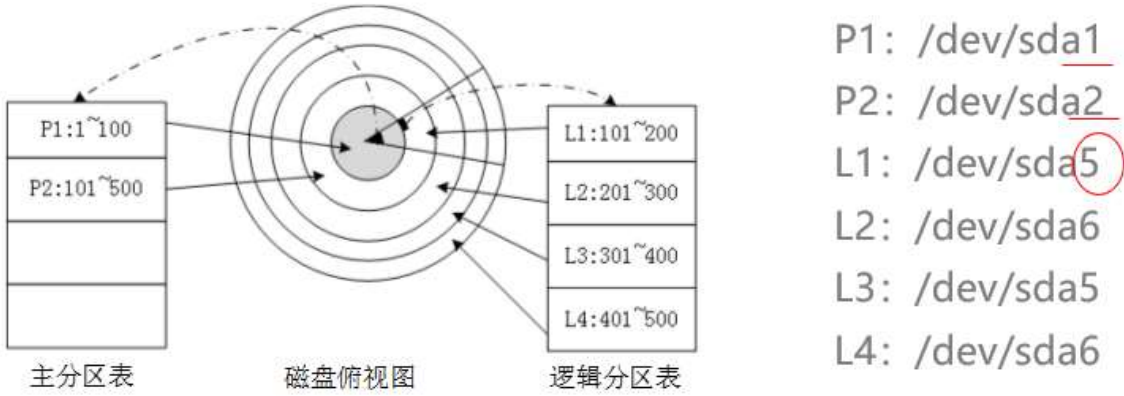 P1:1~100
P2:101~500
主分区表
磁盘俯视图
L1:101~200
L2:201~300
L3:301~400
L4:401~500
逻辑分区表
P1: /dev/sda1
P2: /dev/sda2
L1: /dev/sda5
L2: /dev/sda6
L3: /dev/sda5
L4: /dev/sda6